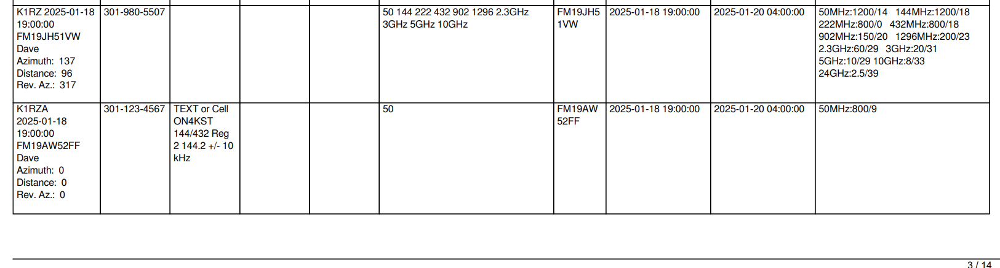 K1RZ 2025-01-18
19:00:00
FM19JH51VW
Dave
Azimuth: 137
Distance: 96
Rev. Az.: 317
301-980-5507
50 144 222 432 902 1296 2.3GHz
3GHz 5GHz 10GHz
FM19JH5
1VW
2025-01-18 19:00:00
2025-01-20 04:00:00
50MHz:1200/14 144MHz:1200/18
222MHz:800/0 432MHz:800/18
902MHz:150/20 1296MHz:200/23
2.3GHz:60/29 3GHz:20/31
5GHz:10/29 10GHz:8/33
24GHz:2.5/39
K1RZA
2025-01-18
19:00:00
FM19AW52FF
Dave
Azimuth: 0
Distance: 0
Rev. Az.: 0
301-123-4567
TEXT or Cell
ON4KST
144/432 Reg
2 144.2 +/- 10
kHz
50
FM19AW
52FF
2025-01-18 19:00:00
2025-01-20 04:00:00
50MHz:800/9
3 / 14